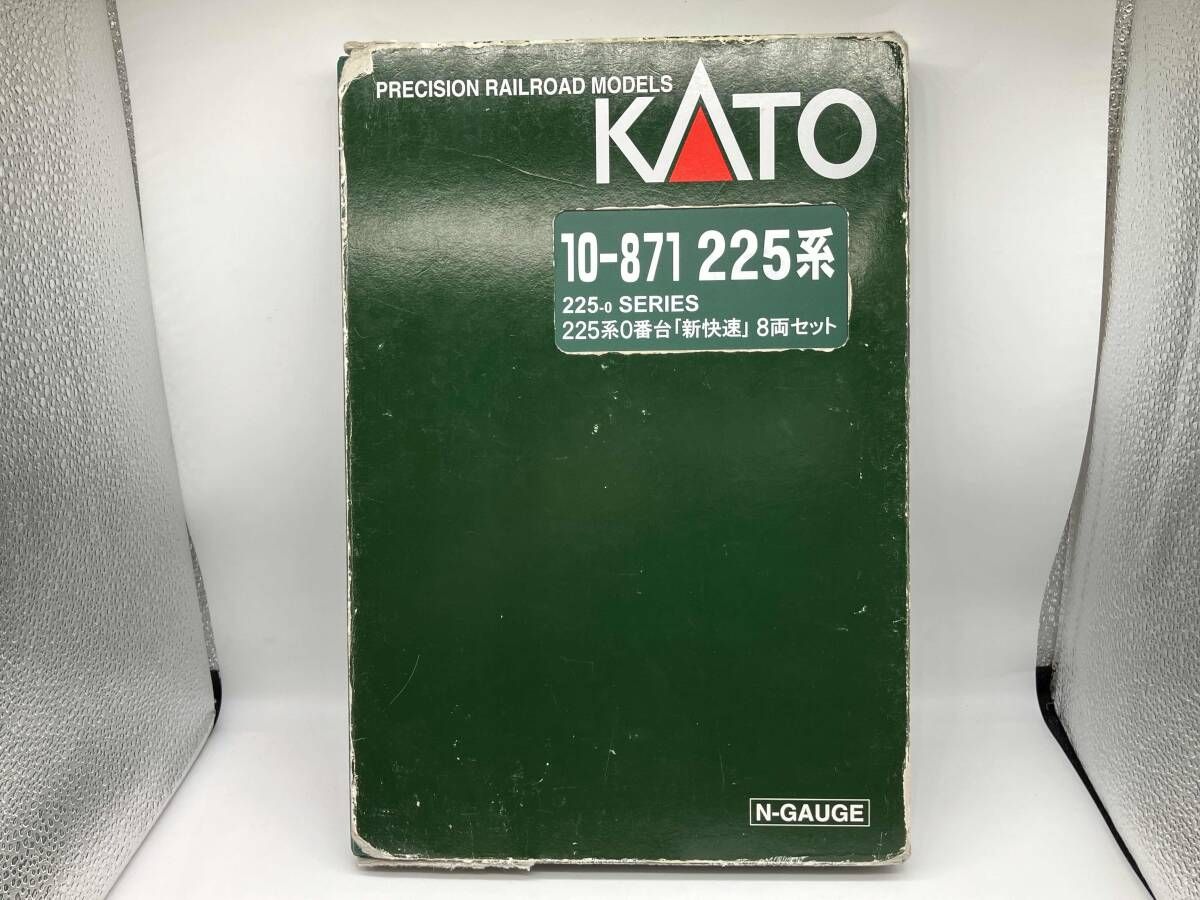 PRECISION RAILROAD MODELS
KATO
10-871 225系
225-0 SERIES
225系0番台「新快速」 8両セット
N-GAUGE